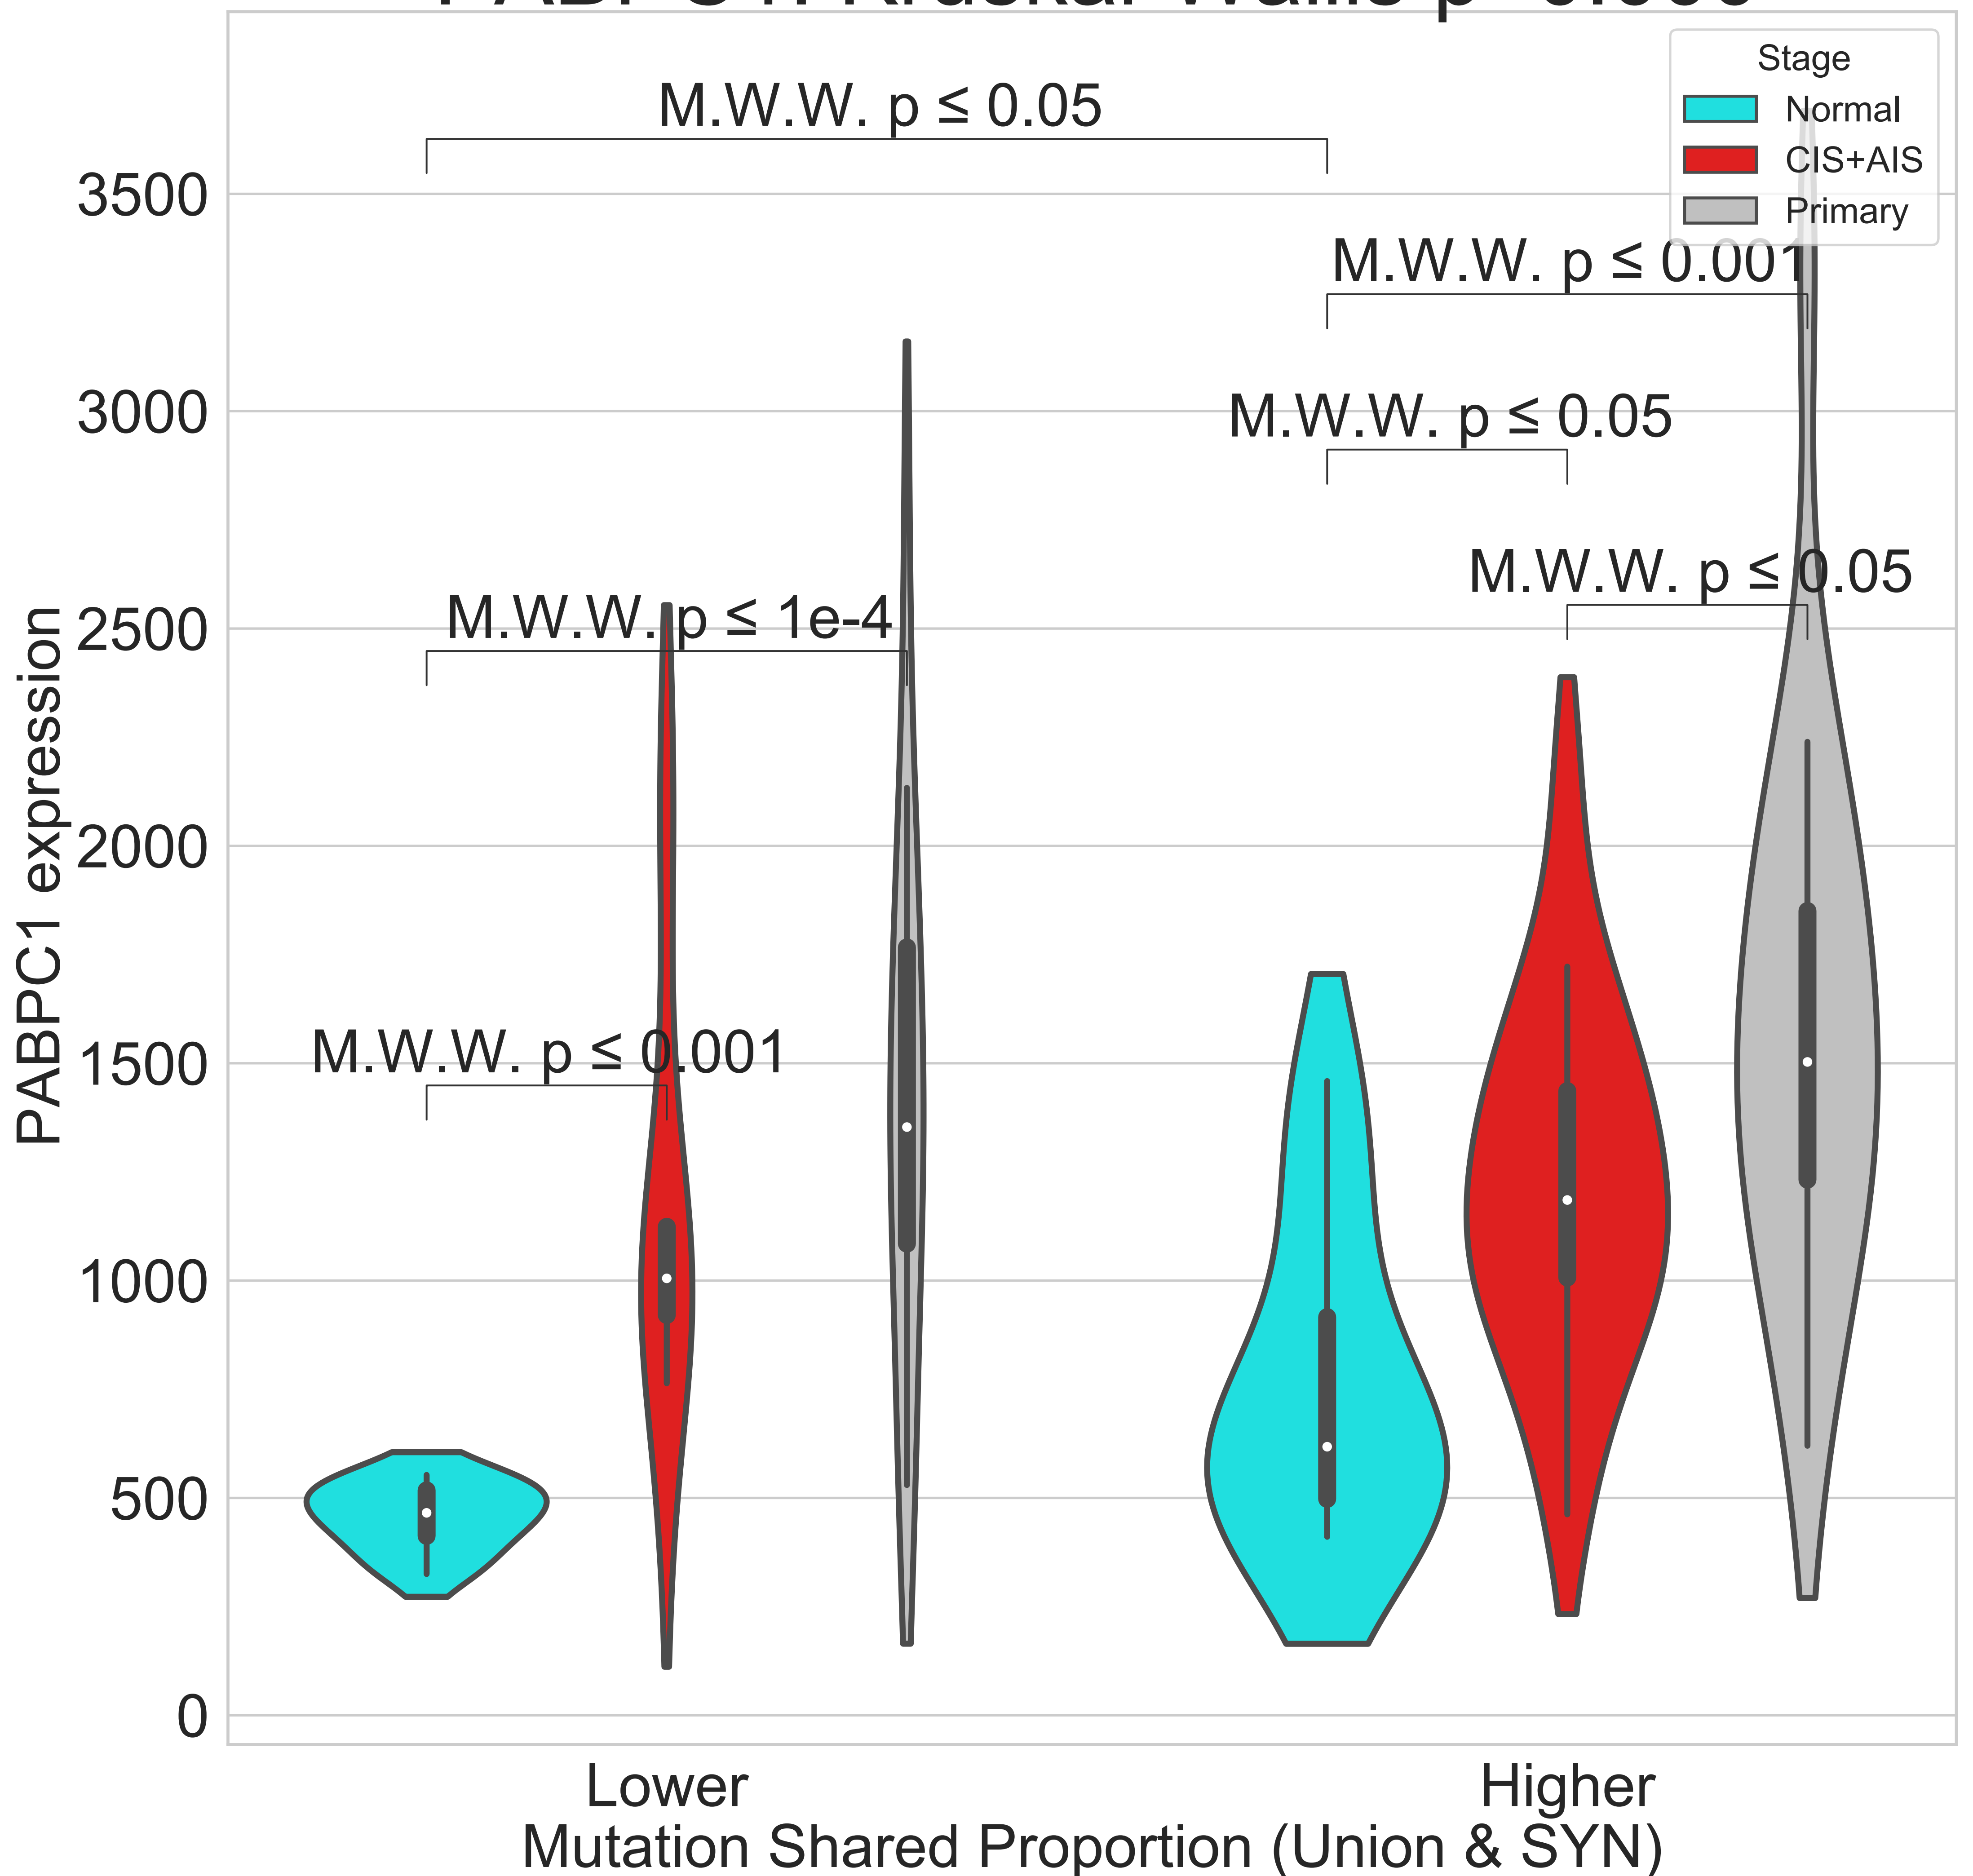 Stage
Normal
CIS+AIS
Primary
M.W.W. p ≤ 0.05
M.W.W. p ≤ 0.001
M.W.W. p ≤ 0.05
M.W.W. p ≤ 0.05
M.W.W. p ≤ 1e-4
M.W.W. p ≤ 0.001
PABPC1 expression
3500
3000
2500
2000
1500
1000
500
0
Lower
Higher
Mutation Shared Proportion (Union & SYN)